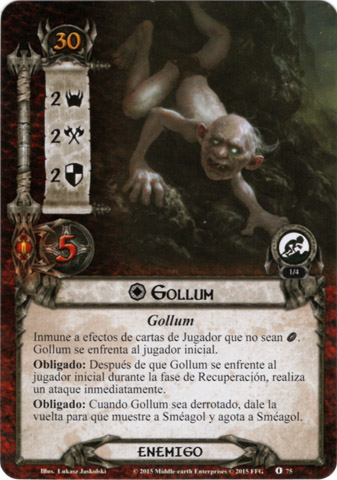 30
2
2
2
5
1/4
Gollum
Gollum
Inmune a efectos de cartas de Jugador que no sean .
Gollum se enfrenta al jugador inicial.
Obligado: Después de que Gollum se enfrente al
jugador inicial durante la fase de Recuperación, realiza
un ataque inmediatamente.
Obligado: Cuando Gollum sea derrotado, dale la
vuelta para que muestre a Sméagol y agota a Sméagol.
ENEMIGO
Illus. Lukasz Jaskolski
© 2015 Middle-earth Enterprises © 2015 FFG
75